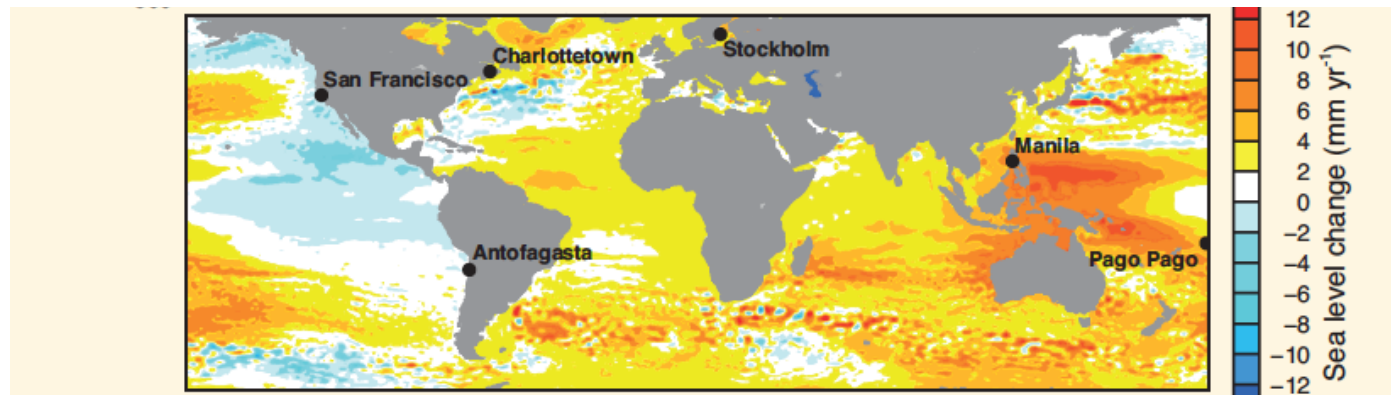 Stockholm
Charlottetown
San Francisco
Manila
Antofagasta
Pago Pago
12
10
8
6
4
2
0
−2
−4
−6
−8
−10
−12
Sea level change (mm yr-1)